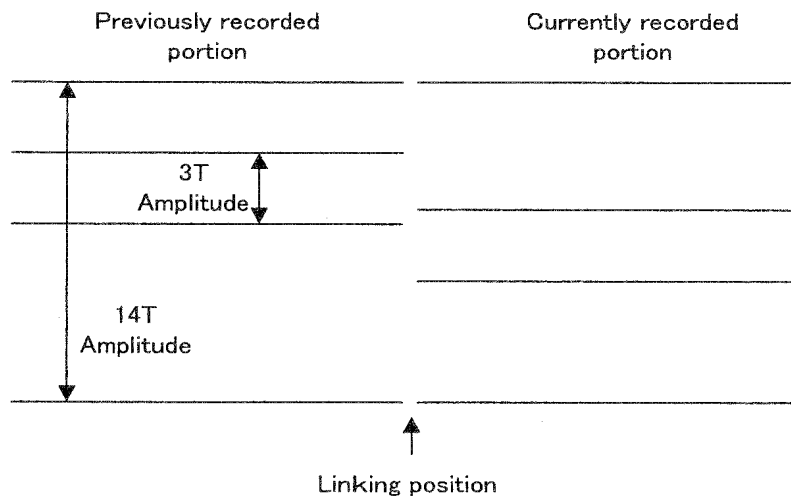 Previously recorded
portion
Currently recorded
portion
3T
Amplitude
14T
Amplitude
Linking position